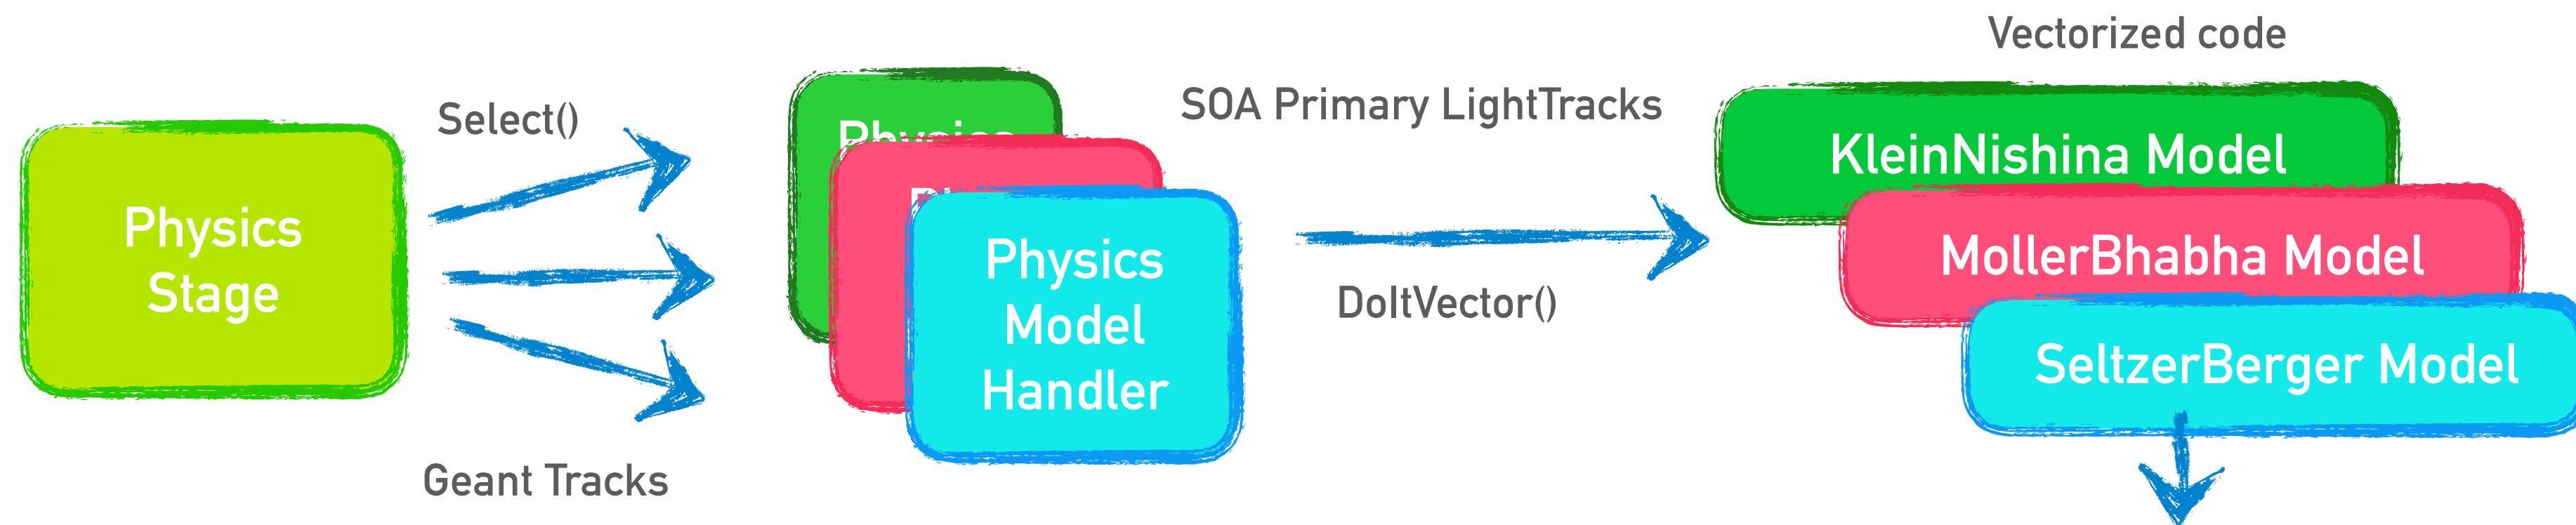 Vectorized code
Select()
SOA Primary LightTracks
Physics
Stage
Physics
Physics
Model
Handler
KleinNishina Model
MollerBhabha Model
SeltzerBerger Model
DoItVector()
Geant Tracks